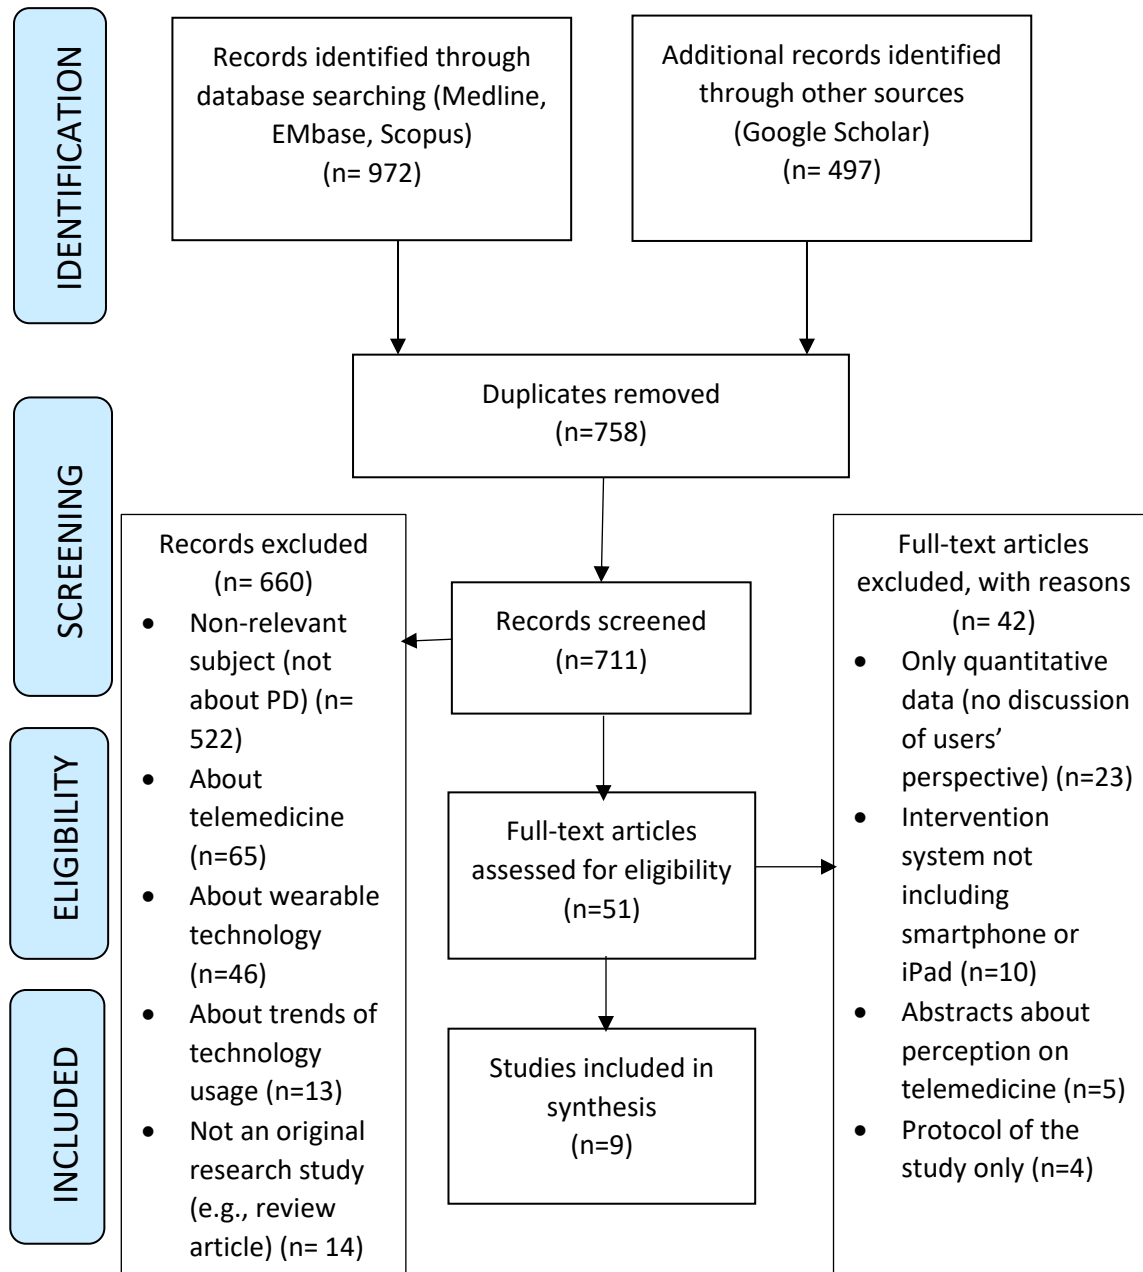 IDENTIFICATION
Records identified through
database searching (Medline,
EMbase, Scopus)
(n= 972)
Additional records identified
through other sources
(Google Scholar)
(n= 497)
Duplicates removed
(n=758)
SCREENING
Records excluded
(n= 660)
• Non-relevant
subject (not
about PD) (n=
522)
• About
telemedicine
(n=65)
• About wearable
technology
(n=46)
• About trends of
technology
usage (n=13)
• Not an original
research study
(e.g., review
article) (n= 14)
Records screened
(n=711)
Full-text articles
excluded, with reasons
(n= 42)
• Only quantitative
data (no discussion
of users’
perspective) (n=23)
• Intervention
system not
including
smartphone or
iPad (n=10)
• Abstracts about
perception on
telemedicine (n=5)
• Protocol of the
study only (n=4)
ELIGIBILITY
Full-text articles
assessed for eligibility
(n=51)
INCLUDED
Studies included in
synthesis
(n=9)